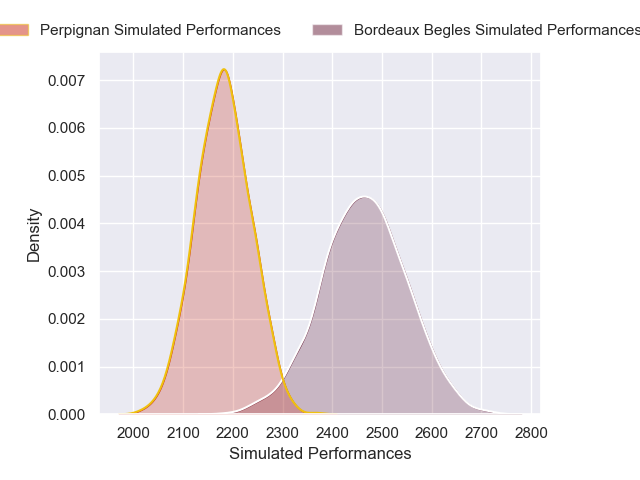 Perpignan Simulated Performances
Bordeaux Begles Simulated Performances
0.007
0.006
0.005
0.004
0.003
0.002
0.001
0.000
Density
2000 2100 2200 2300 2400 2500 2600 2700 2800
Simulated Performances